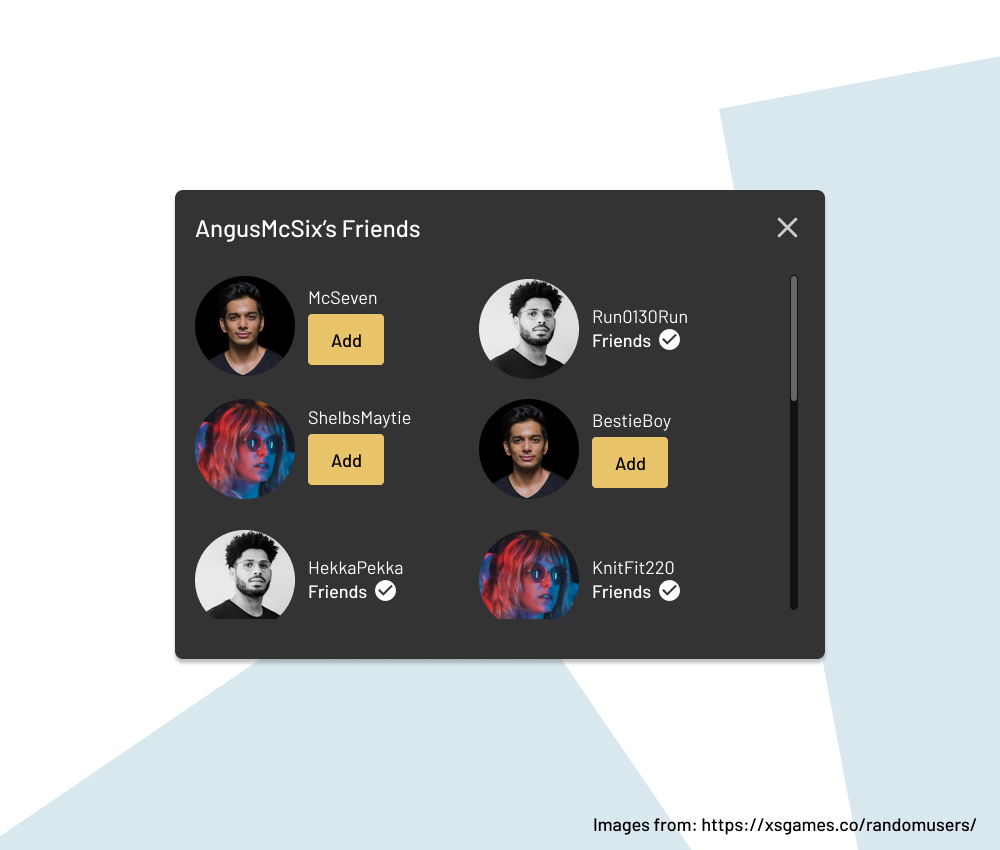 AngusMcSix’s Friends
McSeven
Add
Run0130Run
Friends
ShelbsMaytie
Add
BestieBoy
Add
HekkaPekka
Friends
KnitFit220
Friends
Images from: https://xsgames.co/randomusers/